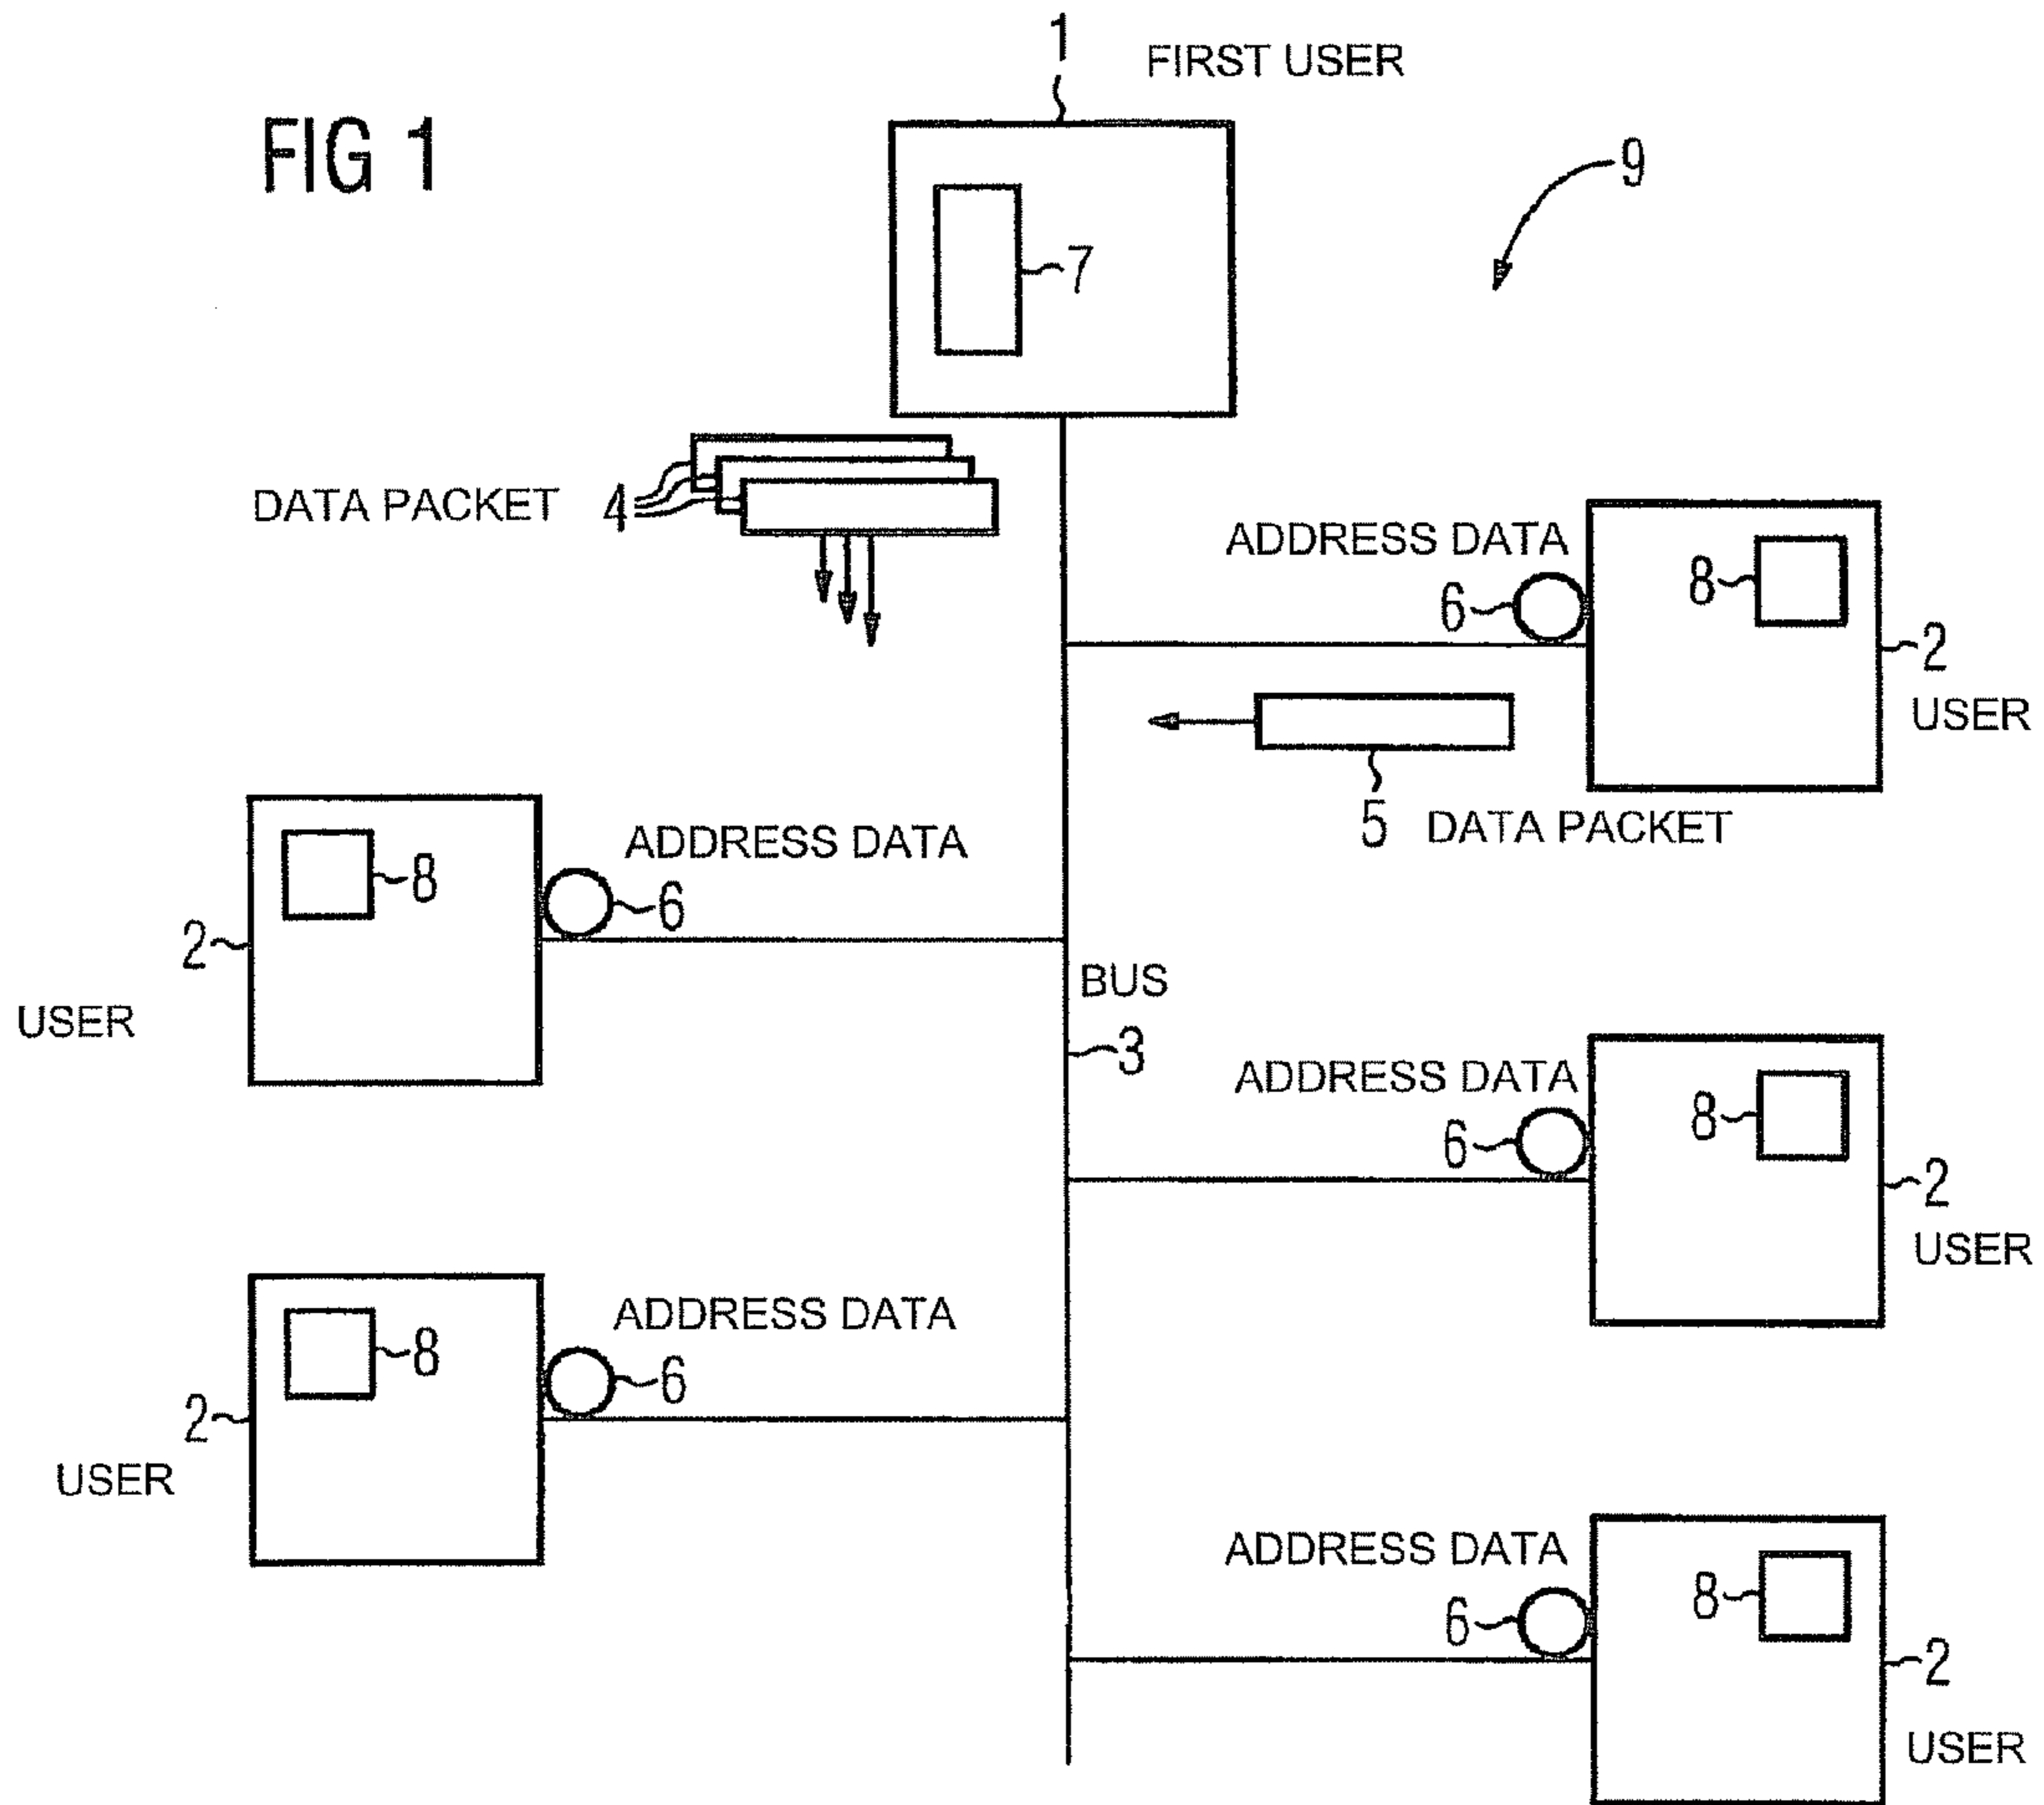 1 FIRST USER
FIG 1
9
7
DATA PACKET 4
ADDRESS DATA
6
8
2
USER
5 DATA PACKET
ADDRESS DATA
8
6
2
USER
BUS
3
ADDRESS DATA
6
8
2
USER
ADDRESS DATA
8
6
2
USER
ADDRESS DATA
6
8
2
USER